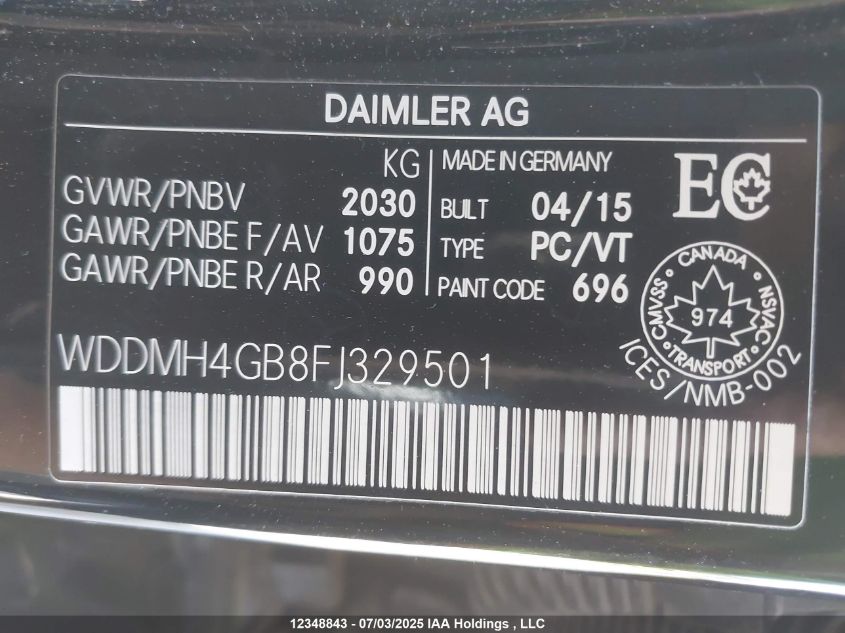 DAIMLER AG
KG
GVWR/PNBV 2030
GAWR/PNBE F/AV 1075
GAWR/PNBE R/AR 990
MADE IN GERMANY
BUILT 04/15
TYPE PC/VT
PAINT CODE 696
EC
CANADA
CMVSS 974 NSVAC
TRANSPORT
ICES/NMB-002
WDDMH4GB8FJ329501
12348843 - 07/03/2025 IAA Holdings , LLC